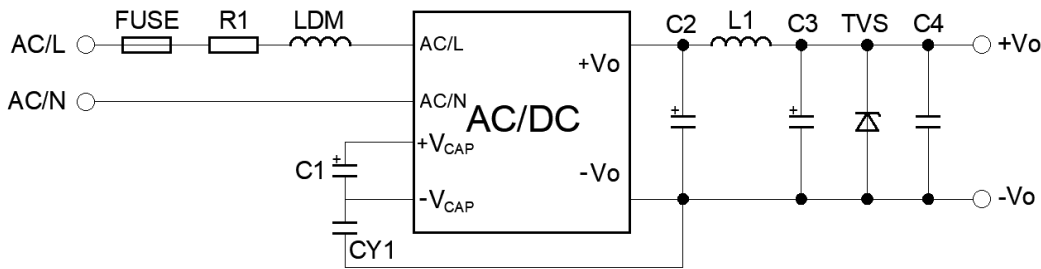 FUSE R1 LDM
AC/L
AC/N
AC/L
AC/N
+Vo
AC/DC
+VCAP
-VCAP
-Vo
C1
CY1
C2 L1 C3 TVS C4
+Vo
-Vo
+
+
+